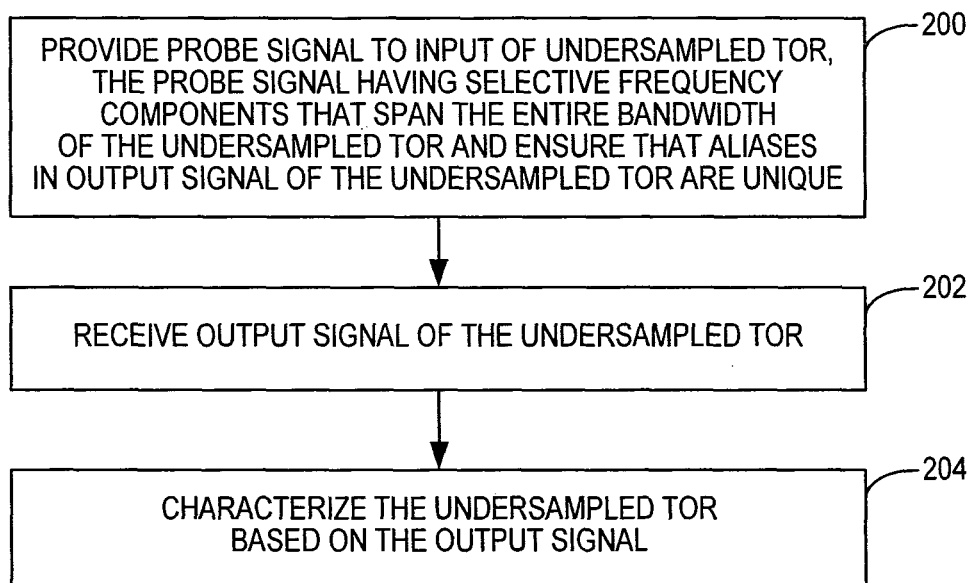 200
PROVIDE PROBE SIGNAL TO INPUT OF UNDERSAMPLED TOR,
THE PROBE SIGNAL HAVING SELECTIVE FREQUENCY
COMPONENTS THAT SPAN THE ENTIRE BANDWIDTH
OF THE UNDERSAMPLED TOR AND ENSURE THAT ALIASES
IN OUTPUT SIGNAL OF THE UNDERSAMPLED TOR ARE UNIQUE
202
RECEIVE OUTPUT SIGNAL OF THE UNDERSAMPLED TOR
204
CHARACTERIZE THE UNDERSAMPLED TOR
BASED ON THE OUTPUT SIGNAL